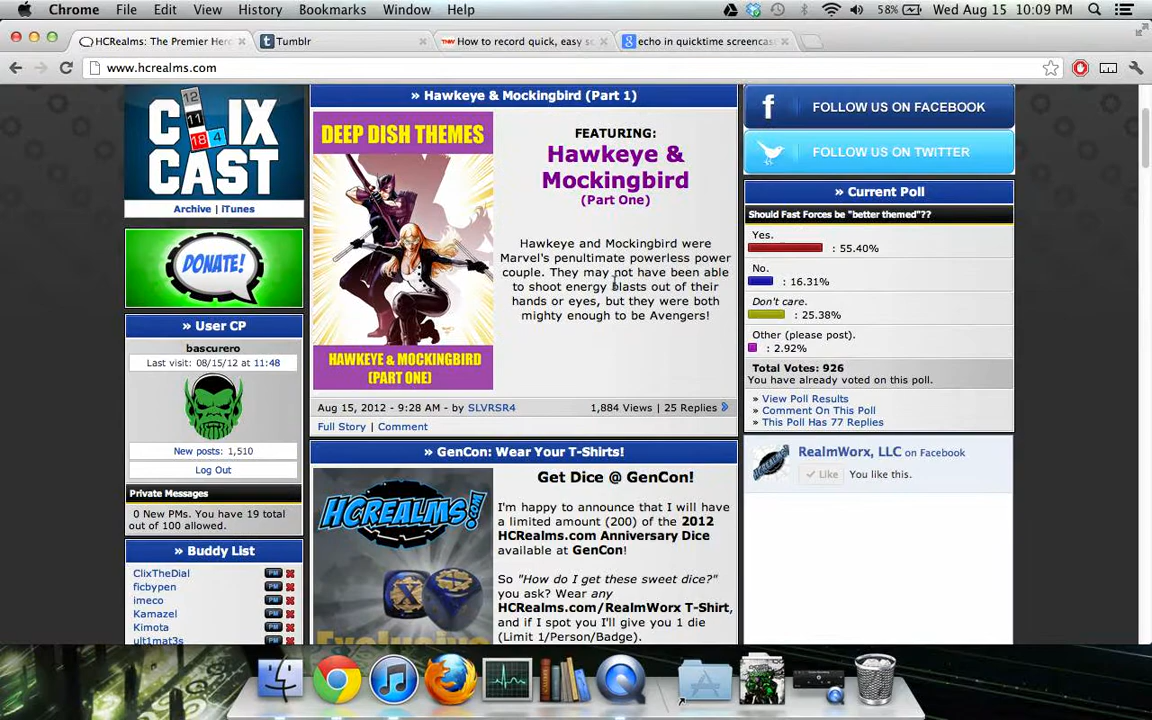 Chrome File Edit View History Bookmarks Window Help 58% Wed Aug 15 10:09 PM
HCRealms: The Premier Hero
Tumblr
How to record quick, easy sc
echo in quicktime screencas
www.hcrealms.com
CLIX
CAST
12
11
18 4
Archive | iTunes
DONATE!
» User CP
bascurero
Last visit: 08/15/12 at 11:48
New posts: 1,510
Log Out
Private Messages
0 New PMs. You have 19 total
out of 100 allowed.
» Buddy List
ClixTheDial PM
ficbypen PM
imeco PM
Kamazel PM
Kimota PM
ult1mat3s PM
» Hawkeye & Mockingbird (Part 1)
DEEP DISH THEMES
HAWKEYE & MOCKINGBIRD
(PART ONE)
FEATURING:
Hawkeye &
Mockingbird
(Part One)
Hawkeye and Mockingbird were
Marvel's penultimate powerless power
couple. They may not have been able
to shoot energy blasts out of their
hands or eyes, but they were both
mighty enough to be Avengers!
Aug 15, 2012 - 9:28 AM - by SLVRSR4 1,884 Views | 25 Replies
Full Story | Comment
» GenCon: Wear Your T-Shirts!
HCREALMS.COM
Exclusive
Get Dice @ GenCon!
I'm happy to announce that I will have
a limited amount (200) of the 2012
HCRealms.com Anniversary Dice
available at GenCon!
So "How do I get these sweet dice?"
you ask? Wear any
HCRealms.com/RealmWorx T-Shirt,
and if I spot you I'll give you 1 die
(Limit 1/Person/Badge).
f FOLLOW US ON FACEBOOK
FOLLOW US ON TWITTER
» Current Poll
Should Fast Forces be "better themed"??
Yes.
: 55.40%
No.
: 16.31%
Don't care.
: 25.38%
Other (please post).
: 2.92%
Total Votes: 926
You have already voted on this poll.
» View Poll Results
» Comment On This Poll
» This Poll Has 77 Replies
RealmWorx, LLC on Facebook
Like You like this.